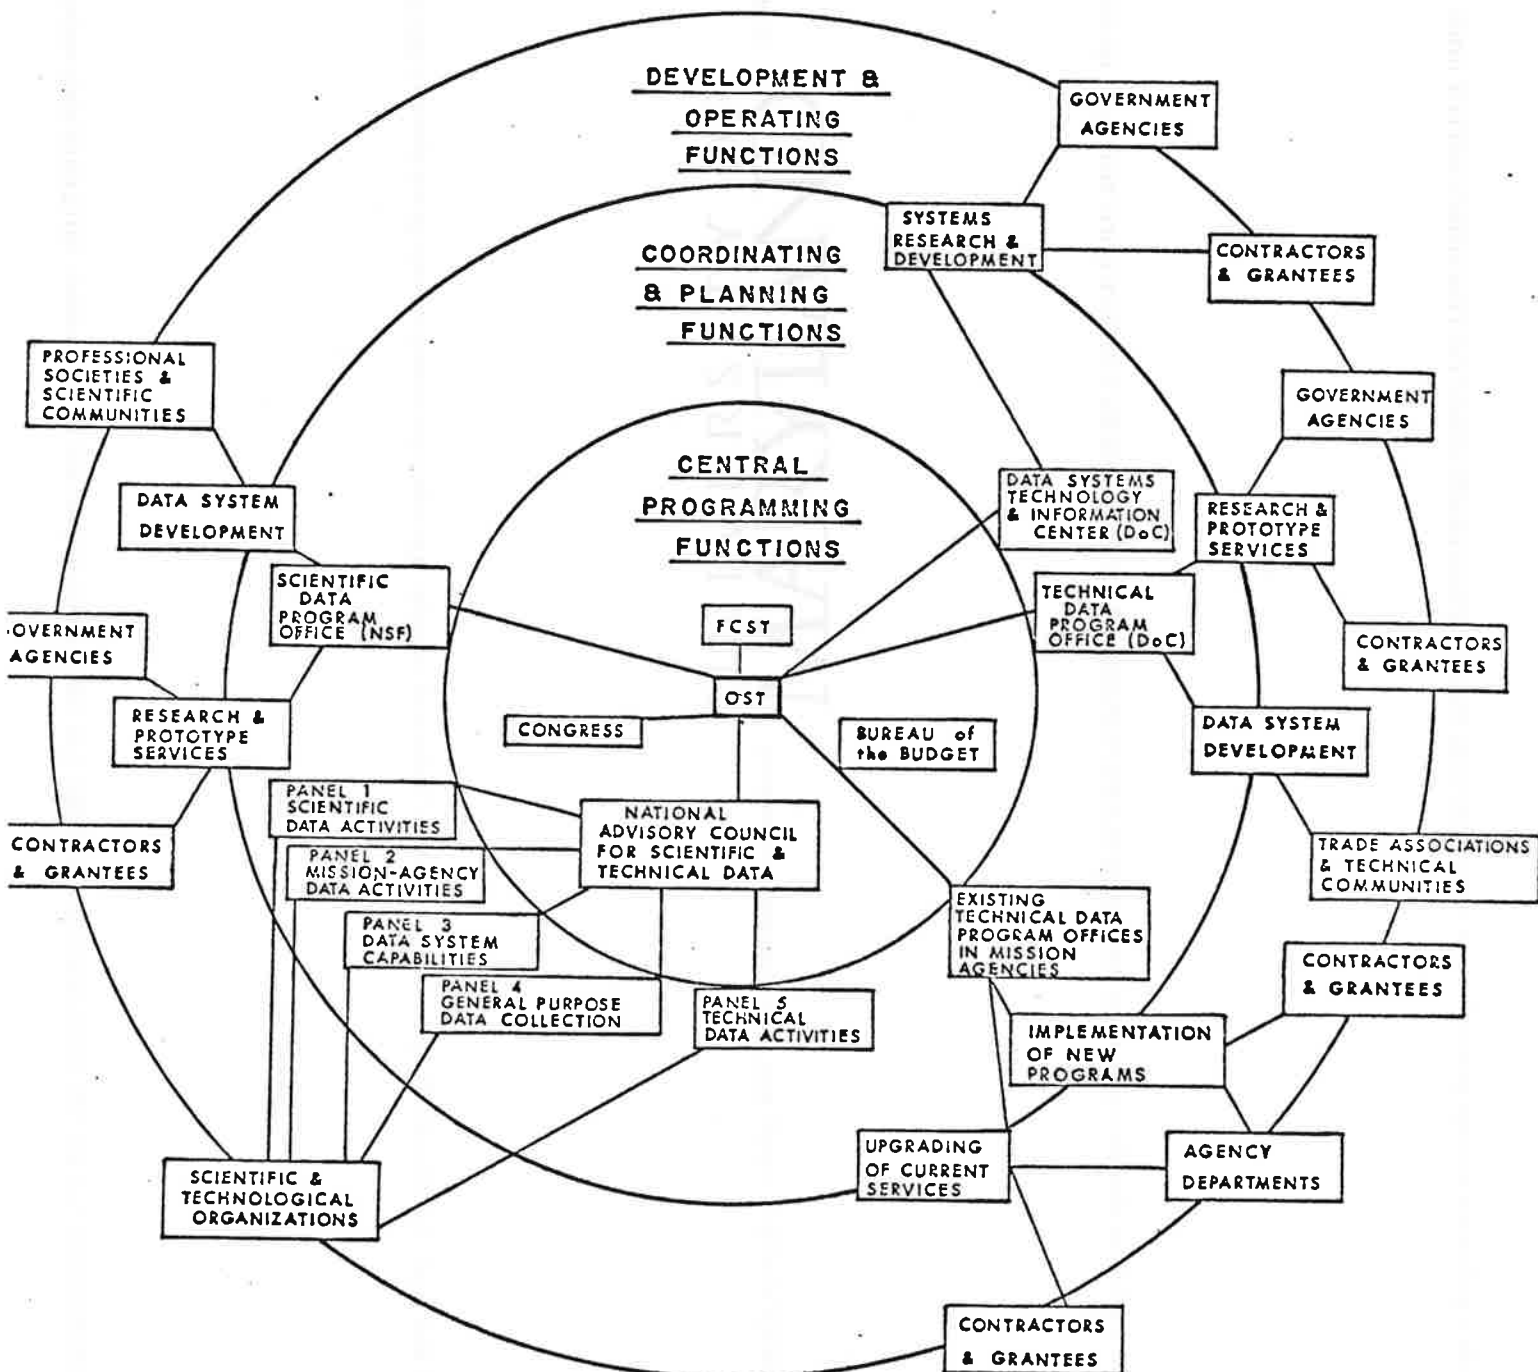 DEVELOPMENT &
OPERATING
FUNCTIONS
GOVERNMENT
AGENCIES
SYSTEMS
RESEARCH &
DEVELOPMENT
CONTRACTORS
& GRANTEES
COORDINATING
& PLANNING
FUNCTIONS
PROFESSIONAL
SOCIETIES &
SCIENTIFIC
COMMUNITIES
GOVERNMENT
AGENCIES
CENTRAL
PROGRAMMING
FUNCTIONS
DATA SYSTEMS
TECHNOLOGY
& INFORMATION
CENTER (DoC)
RESEARCH &
PROTOTYPE
SERVICES
DATA SYSTEM
DEVELOPMENT
SCIENTIFIC
DATA
PROGRAM
OFFICE (NSF)
TECHNICAL
DATA
PROGRAM
OFFICE (DoC)
FCST
GOVERNMENT
AGENCIES
CONTRACTORS
& GRANTEES
OST
RESEARCH &
PROTOTYPE
SERVICES
CONGRESS
BUREAU of
the BUDGET
DATA SYSTEM
DEVELOPMENT
PANEL 1
SCIENTIFIC
DATA ACTIVITIES
NATIONAL
ADVISORY COUNCIL
FOR SCIENTIFIC &
TECHNICAL DATA
CONTRACTORS
& GRANTEES
PANEL 2
MISSION-AGENCY
DATA ACTIVITIES
TRADE ASSOCIATIONS
& TECHNICAL
COMMUNITIES
EXISTING
TECHNICAL DATA
PROGRAM OFFICES
IN MISSION
AGENCIES
PANEL 3
DATA SYSTEM
CAPABILITIES
CONTRACTORS
& GRANTEES
PANEL 4
GENERAL PURPOSE
DATA COLLECTION
PANEL 5
TECHNICAL
DATA ACTIVITIES
IMPLEMENTATION
OF NEW
PROGRAMS
UPGRADING
OF CURRENT
SERVICES
AGENCY
DEPARTMENTS
SCIENTIFIC &
TECHNOLOGICAL
ORGANIZATIONS
CONTRACTORS
& GRANTEES